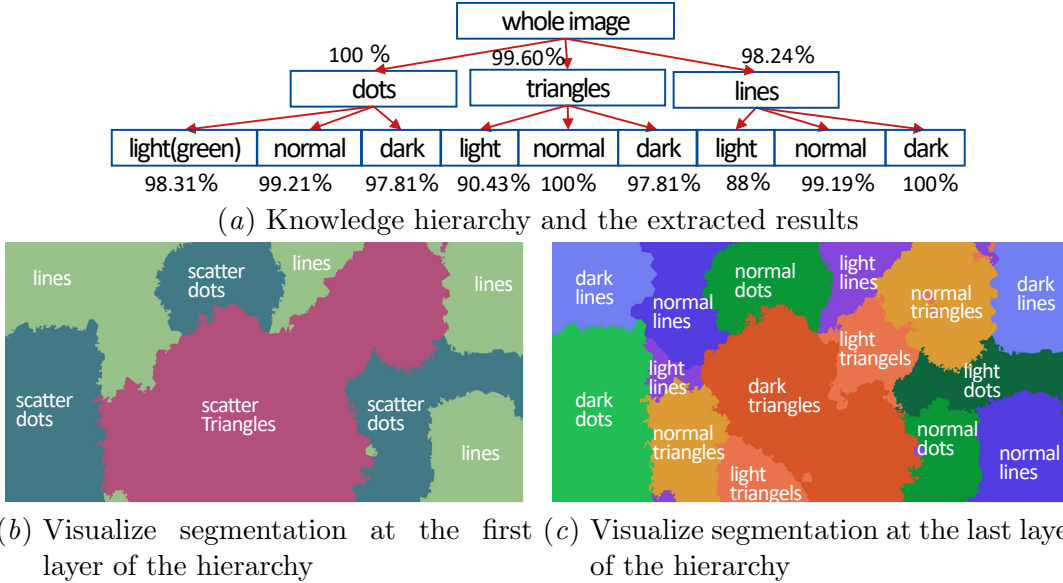 whole image
100 % 99.60% 98.24%
dots triangles lines
light(green) normal dark light normal dark light normal dark
98.31% 99.21% 97.81% 90.43% 100% 97.81% 88% 99.19% 100%
(a) Knowledge hierarchy and the extracted results
lines
scatter
dots
lines
lines
scatter
dots
scatter
Triangles
scatter
dots
lines
dark
lines
normal
lines
normal
dots
light
lines
normal
triangles
dark
lines
light
triangels
light
lines
dark
triangles
light
dots
dark
dots
normal
triangles
normal
dots
light
triangels
normal
lines
(b) Visualize segmentation at the first
layer of the hierarchy
(c) Visualize segmentation at the last laye
of the hierarchy